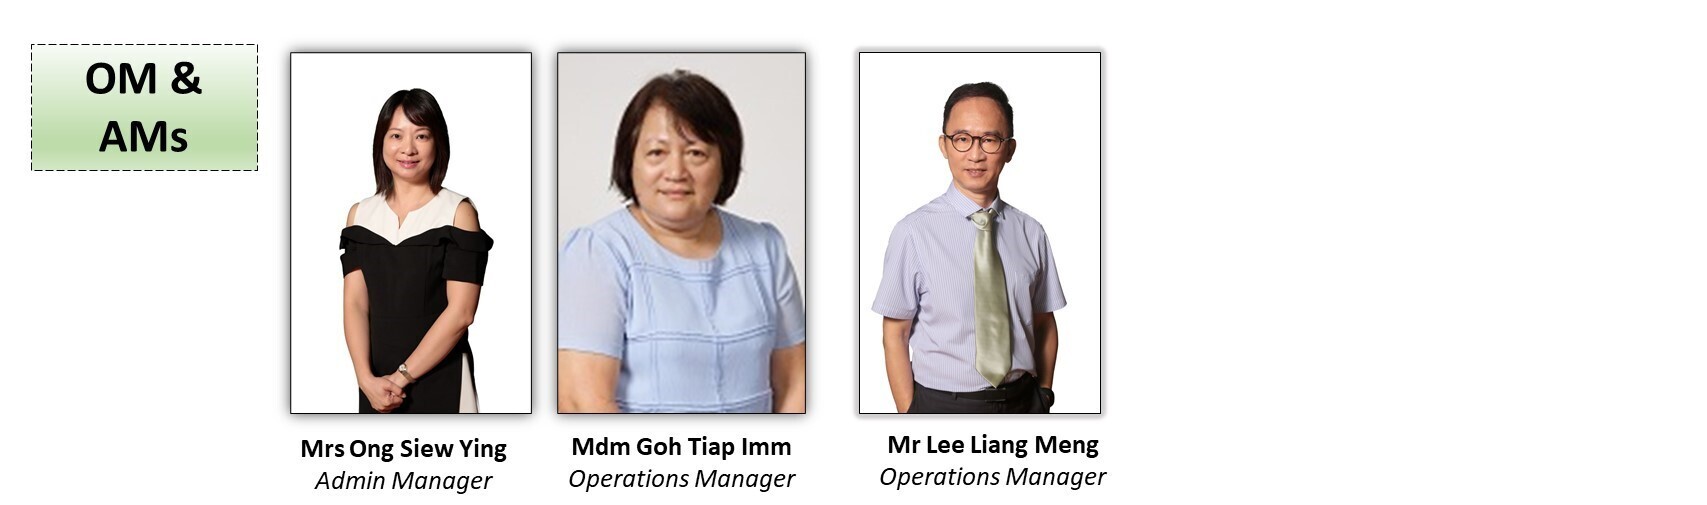 OM &
AMs
Mrs Ong Siew Ying
Admin Manager
Mdm Goh Tiap Imm
Operations Manager
Mr Lee Liang Meng
Operations Manager